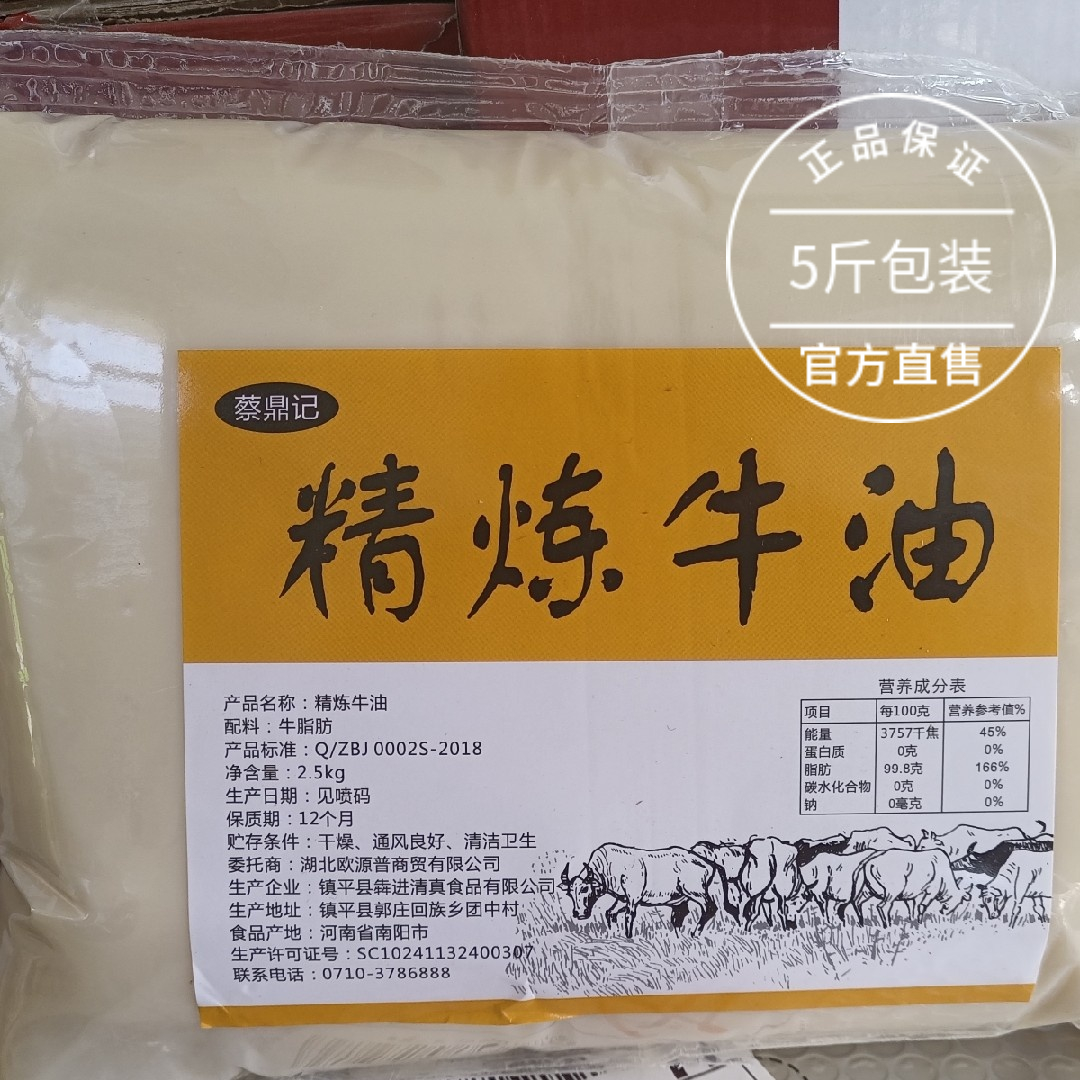 正品保证
5斤包装
官方直售
蔡鼎记
精炼牛油
产品名称：精炼牛油
配料：牛脂肪
产品标准：Q/ZBJ 0002S-2018
净含量：2.5kg
生产日期：见喷码
保质期：12个月
贮存条件：干燥、通风良好、清洁卫生
委托商：湖北欧源普商贸有限公司
生产企业：镇平县犇进清真食品有限公司
生产地址：镇平县郭庄回族乡团中村
食品产地：河南省南阳市
生产许可证号：SC10241132400307
联系电话：0710-3786888
营养成分表
项目 每100克 营养参考值%
能量 3757千焦 45%
蛋白质 0克 0%
脂肪 99.8克 166%
碳水化合物 0克 0%
钠 0毫克 0%